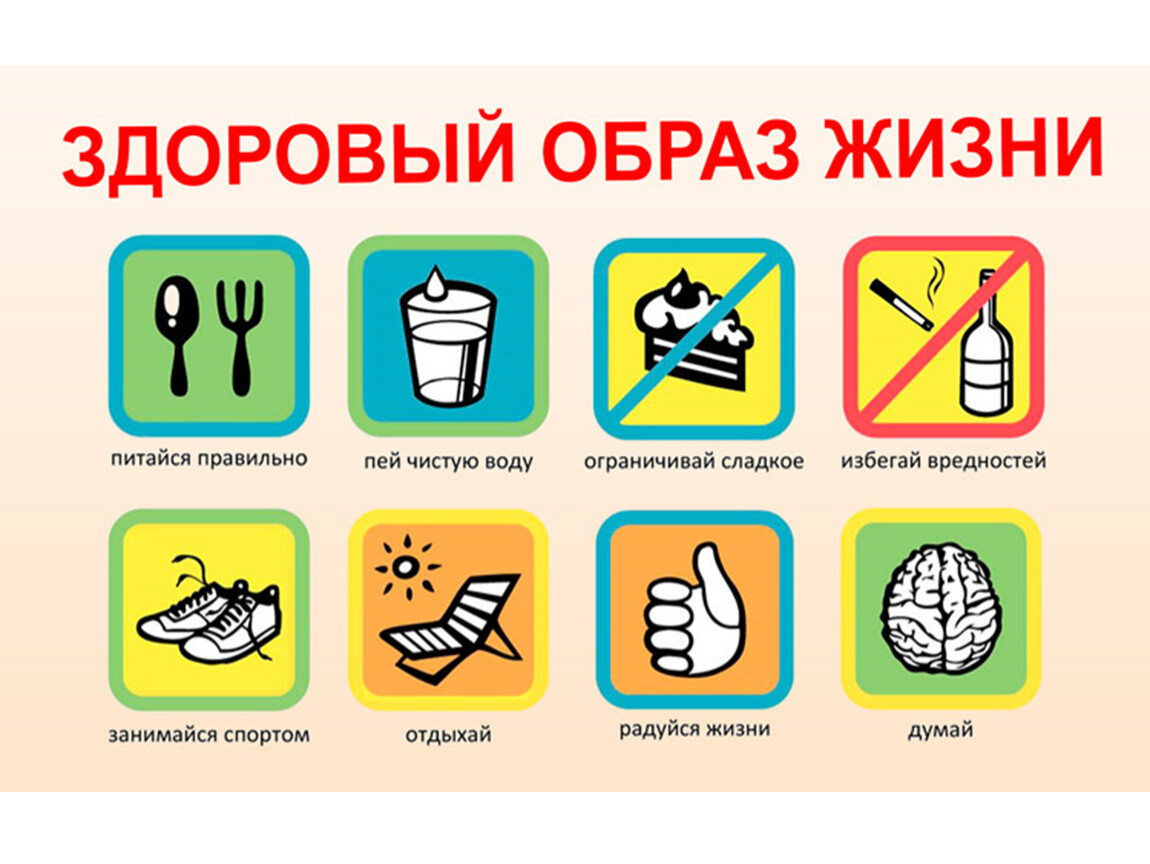 ЗДОРОВЫЙ ОБРАЗ ЖИЗНИ
питайся правильно
пей чистую воду
ограничивай сладкое
избегай вредностей
занимайся спортом
отдыхай
радуйся жизни
думай